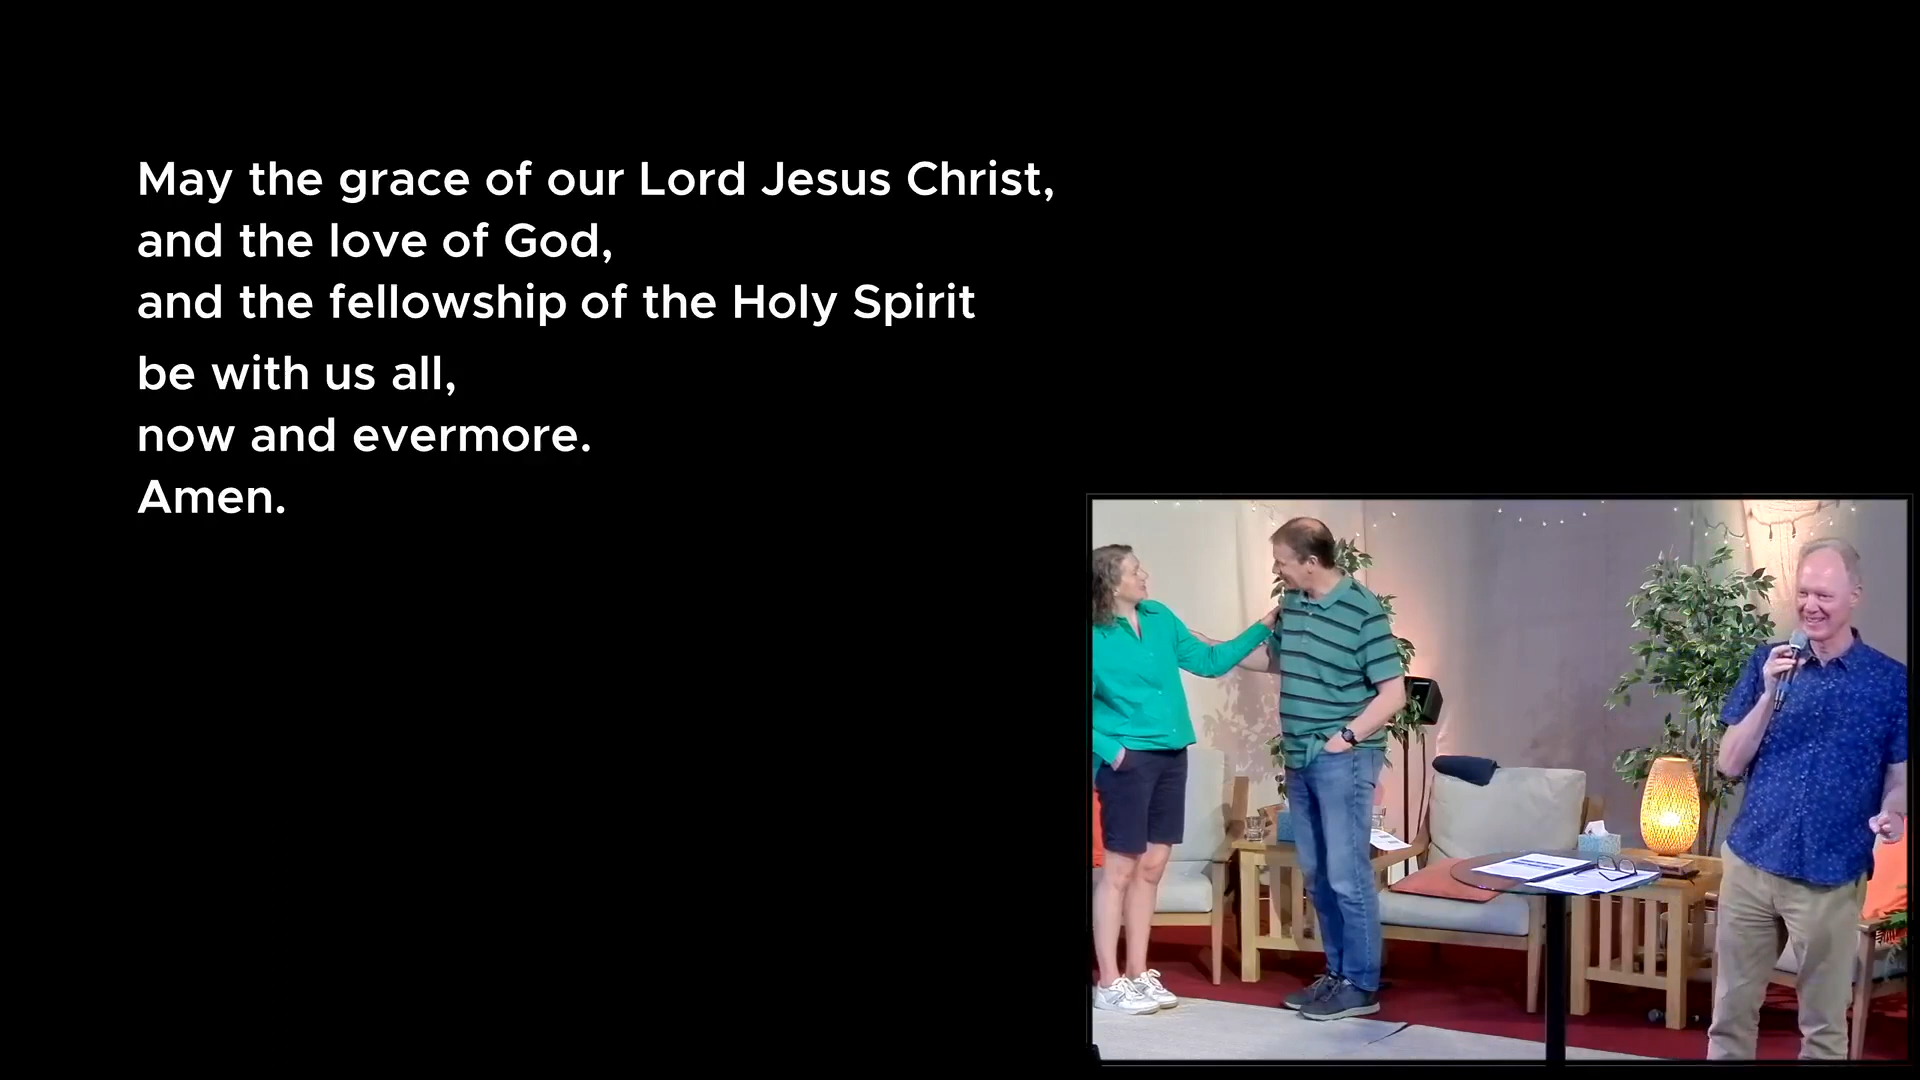 May the grace of our Lord Jesus Christ,
and the love of God,
and the fellowship of the Holy Spirit
be with us all,
now and evermore.
Amen.